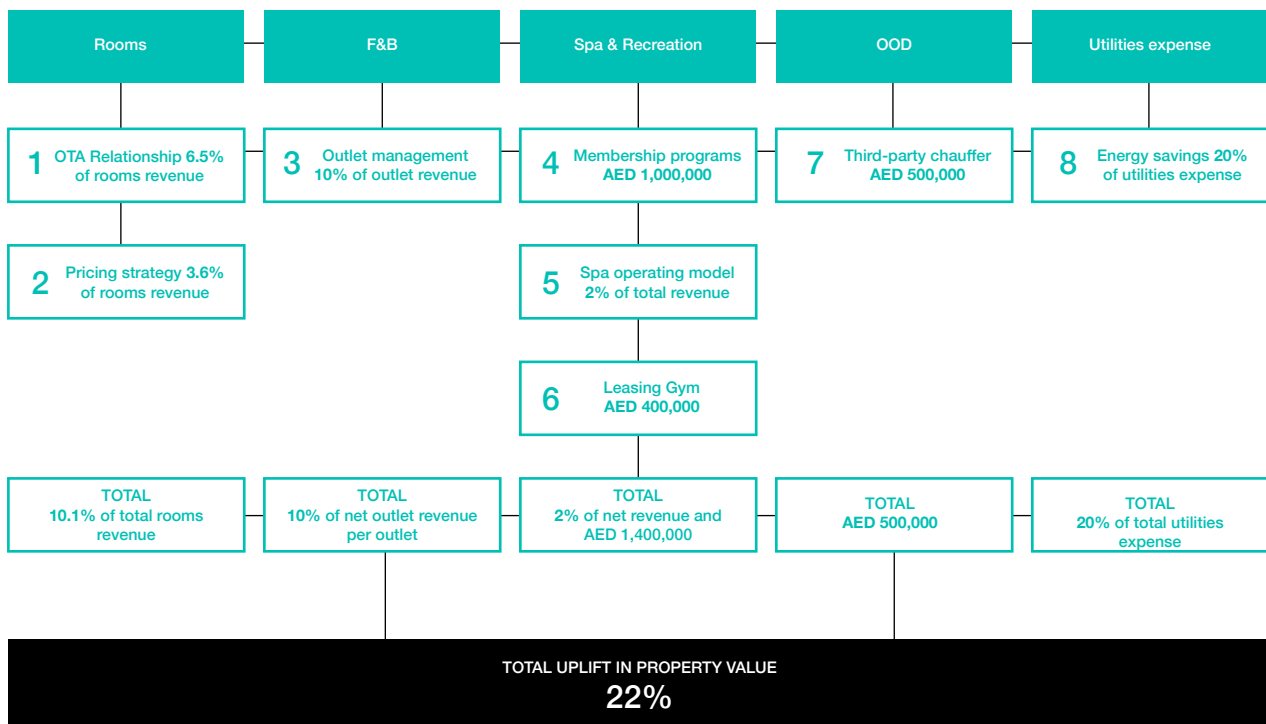 Rooms
F&B
Spa & Recreation
OOD
Utilities expense
1
OTA Relationship 6.5%
of rooms revenue
3
Outlet management
10% of outlet revenue
4
Membership programs
AED 1,000,000
7
Third-party chauffer
AED 500,000
8
Energy savings 20%
of utilities expense
2
Pricing strategy 3.6%
of rooms revenue
5
Spa operating model
2% of total revenue
6
Leasing Gym
AED 400,000
TOTAL
10.1% of total rooms
revenue
TOTAL
10% of net outlet revenue
per outlet
TOTAL
2% of net revenue and
AED 1,400,000
TOTAL
AED 500,000
TOTAL
20% of total utilities
expense
TOTAL UPLIFT IN PROPERTY VALUE
22%